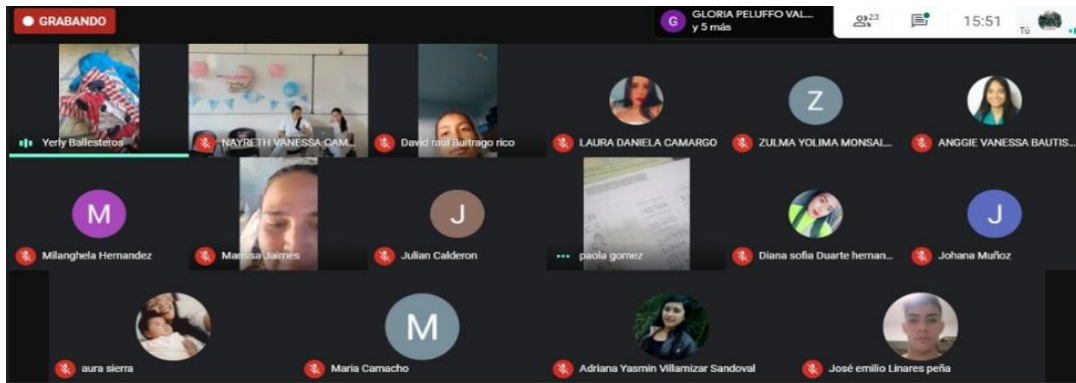 GRABANDO
G
GLORIA PELUFFO VAL...
y 5 más
23
15:51
Tú
Yerly Ballesteros
NAYRETH VANESSA CAM...
David raul Buitrago rico
LAURA DANIELA CAMARGO
Z
ZULMA YOLIMA MONSAL...
ANGGIE VANESSA BAUTIS...
M
Milanghela Hernandez
Marissa Jaimes
J
Julian Calderon
paola gomez
Diana sofia Duarte hernan...
J
Johana Muñoz
aura sierra
M
Maria Camacho
Adriana Yasmin Villamizar Sandoval
José emilio Linares peña